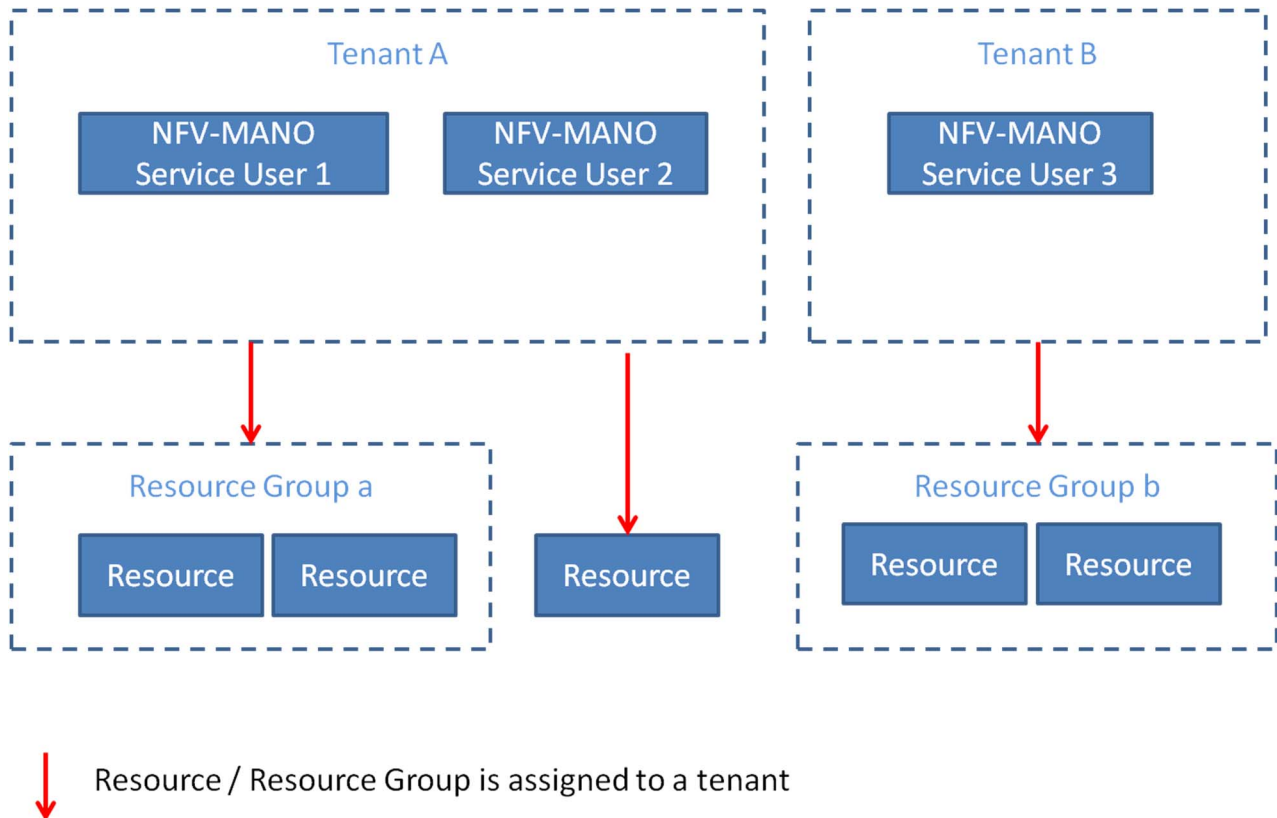 Tenant A
Tenant B
NFV-MANO
Service User 1
NFV-MANO
Service User 2
NFV-MANO
Service User 3
Resource Group a
Resource Group b
Resource
Resource
Resource
Resource
Resource
Resource / Resource Group is assigned to a tenant